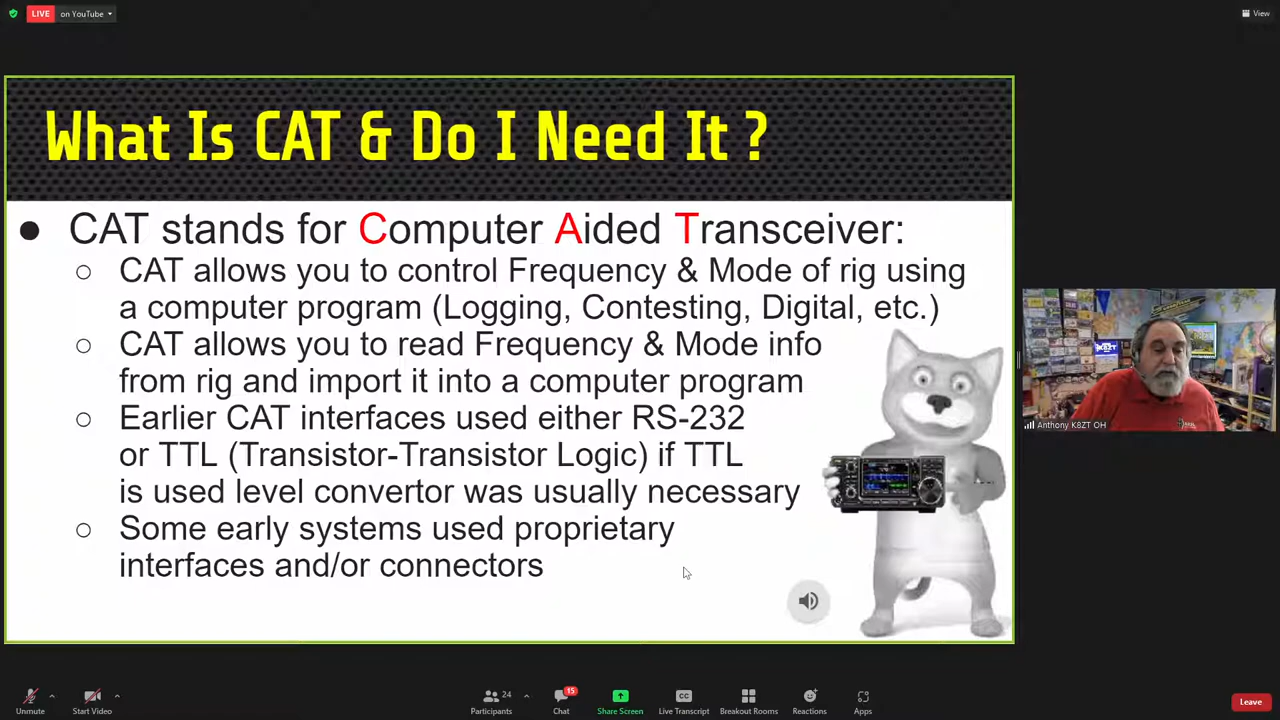 LIVE on YouTube
View
What Is CAT & Do I Need It ?
● CAT stands for Computer Aided Transceiver:
○ CAT allows you to control Frequency & Mode of rig using
a computer program (Logging, Contesting, Digital, etc.)
○ CAT allows you to read Frequency & Mode info
from rig and import it into a computer program
○ Earlier CAT interfaces used either RS-232
or TTL (Transistor-Transistor Logic) if TTL
is used level convertor was usually necessary
○ Some early systems used proprietary
interfaces and/or connectors
K8ZT
Anthony K8ZT OH
24
15
Unmute
Start Video
Participants
Chat
Share Screen
CC
Live Transcript
Breakout Rooms
Reactions
Apps
Leave